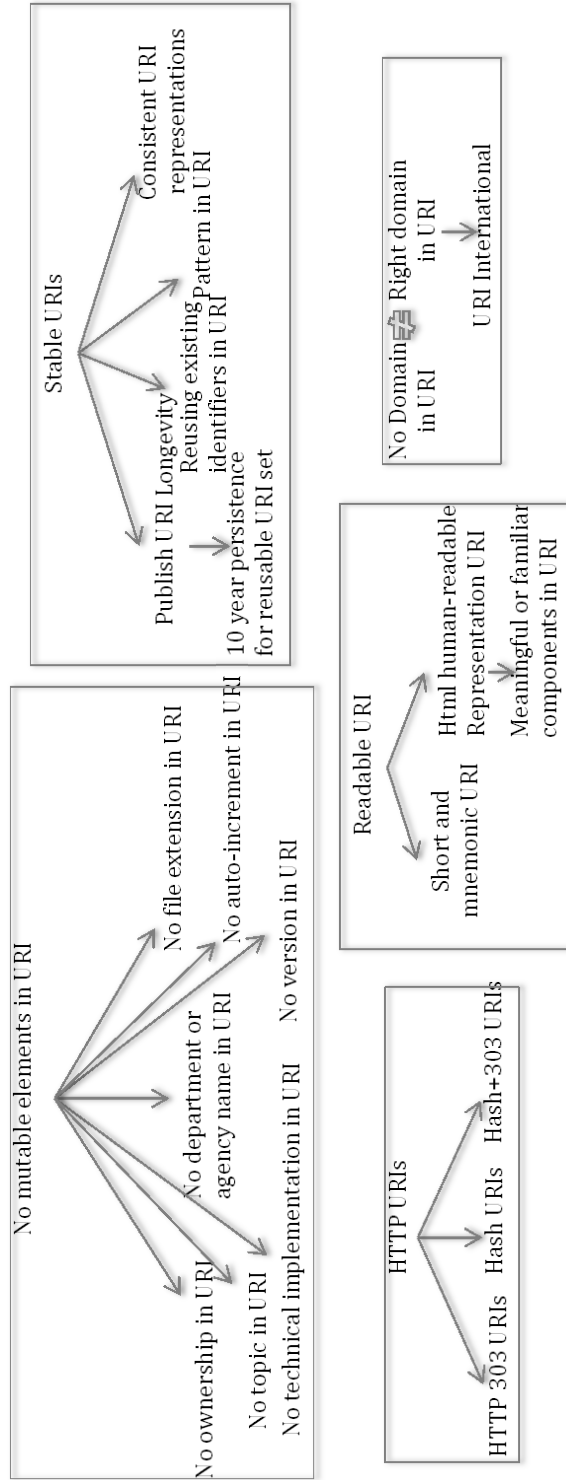 No mutable elements in URI
No file extension in URI
No auto-increment in URI
No version in URI
No department or
agency name in URI
No ownership in URI
No topic in URI
No technical implementation in URI
Stable URIs
Consistent URI
representations
Pattern in URI
Reusing existing
identifiers in URI
Publish URI Longevity
10 year persistence
for reusable URI set
HTTP URIs
HTTP 303 URIs
Hash URIs
Hash+303 URIs
Readable URI
Short and
mnemonic URI
Html human-readable
Representation URI
Meaningful or familiar
components in URI
No Domain
in URI
≠
Right domain
in URI
URI International